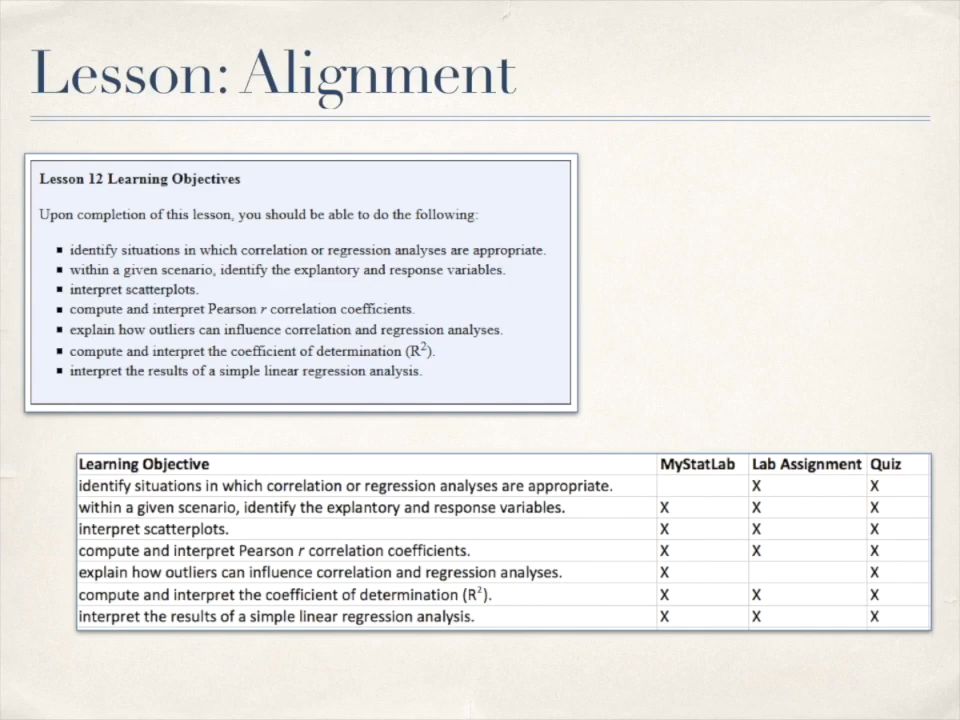 Lesson: Alignment
Lesson 12 Learning Objectives
Upon completion of this lesson, you should be able to do the following:
▪ identify situations in which correlation or regression analyses are appropriate.
▪ within a given scenario, identify the explantory and response variables.
▪ interpret scatterplots.
▪ compute and interpret Pearson r correlation coefficients.
▪ explain how outliers can influence correlation and regression analyses.
▪ compute and interpret the coefficient of determination (R²).
▪ interpret the results of a simple linear regression analysis.
Learning Objective MyStatLab Lab Assignment Quiz
identify situations in which correlation or regression analyses are appropriate. X X
within a given scenario, identify the explantory and response variables. X X X
interpret scatterplots. X X X
compute and interpret Pearson r correlation coefficients. X X X
explain how outliers can influence correlation and regression analyses. X X
compute and interpret the coefficient of determination (R²). X X X
interpret the results of a simple linear regression analysis. X X X